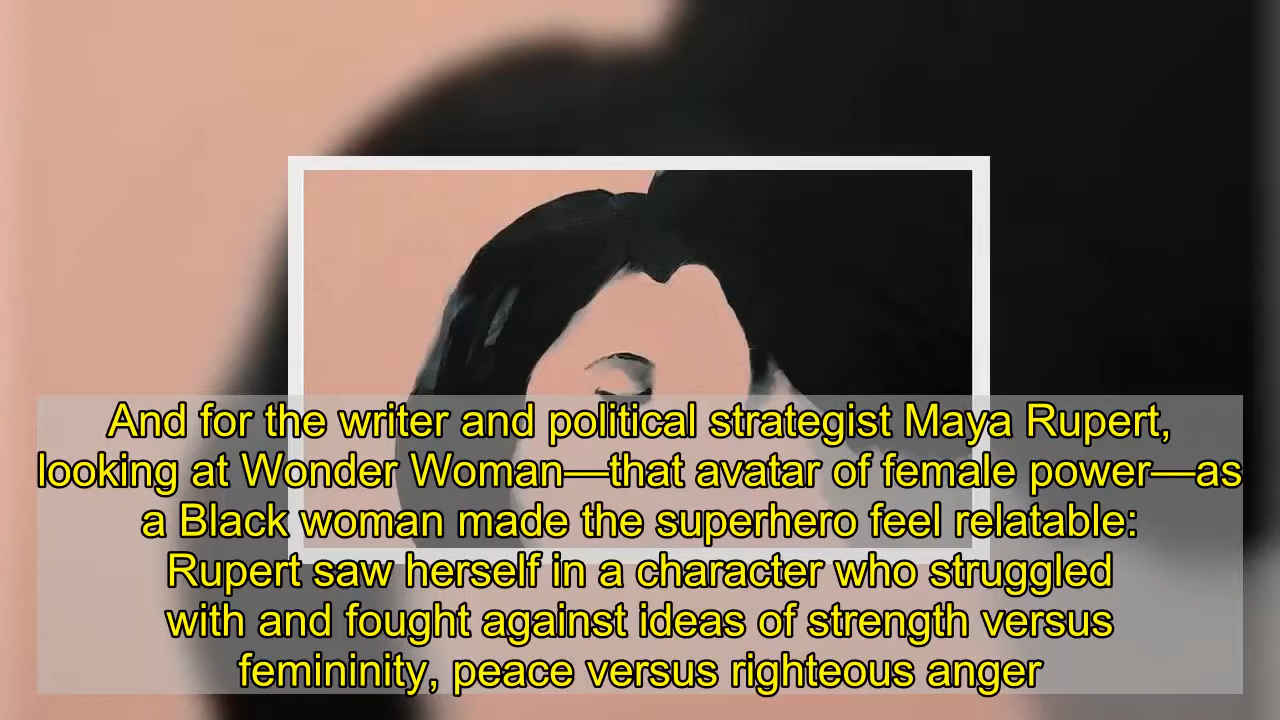 And for the writer and political strategist Maya Rupert,
looking at Wonder Woman—that avatar of female power—as
a Black woman made the superhero feel relatable:
Rupert saw herself in a character who struggled
with and fought against ideas of strength versus
femininity, peace versus righteous anger